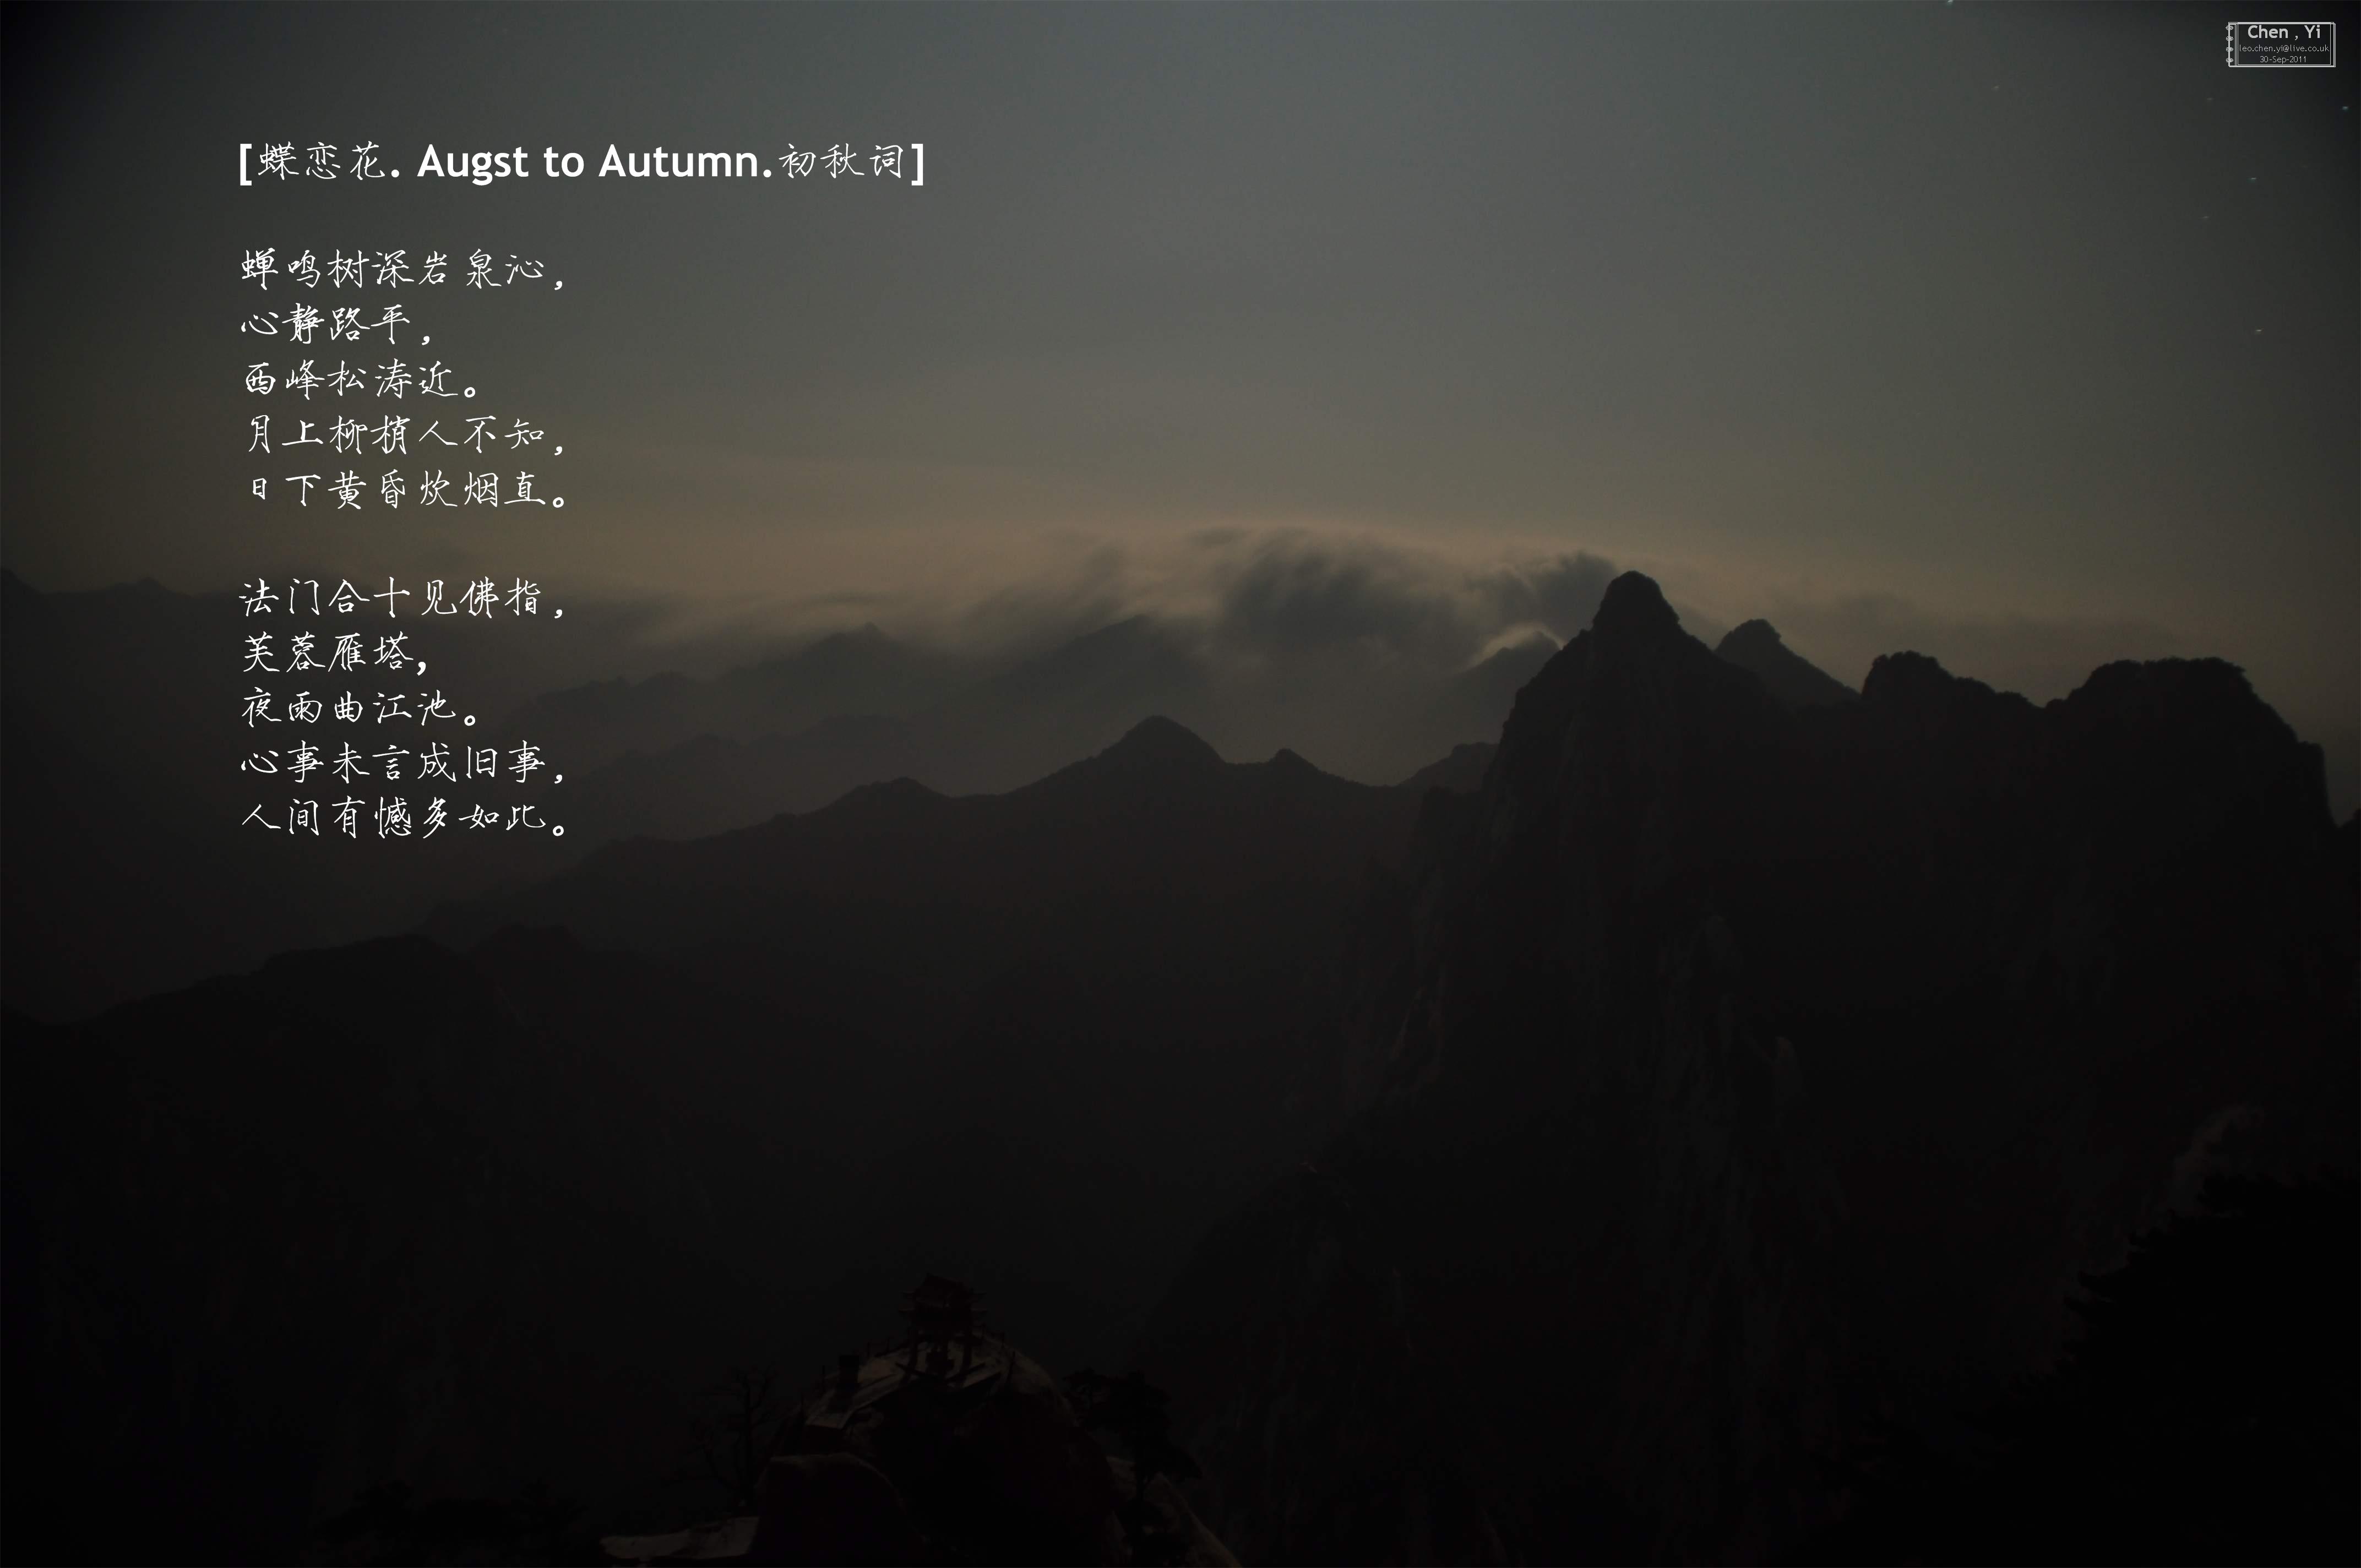 [蝶恋花. Augst to Autumn.初秋词]
蝉鸣树深岩泉沁,
心静路平,
西峰松涛近。
月上柳梢人不知,
日下黄昏炊烟直。
法门合十见佛指,
芙蓉雁塔,
夜雨曲江池。
心事未言成旧事,
人间有憾多如此。
Chen , Yi
leo.chen.yi@live.co.uk
30-Sep-2011